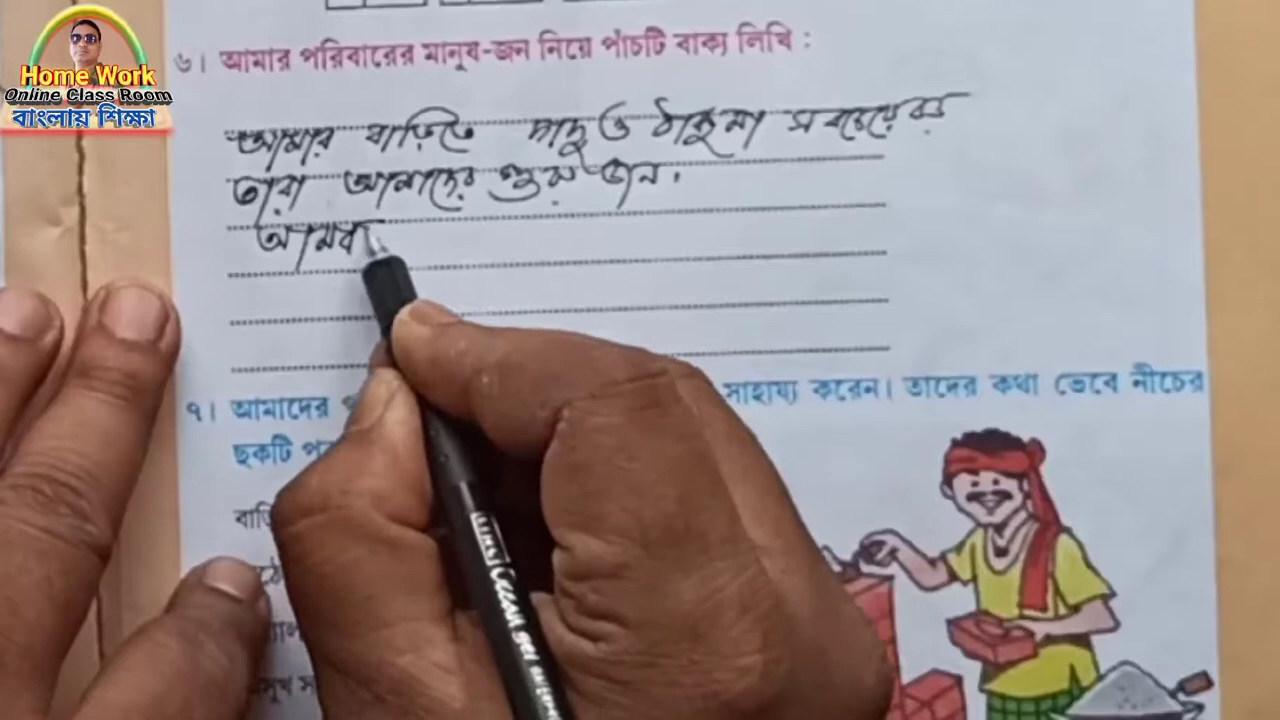 Home Work
Online Class Room
বাংলায় শিক্ষা
৬। আমার পরিবারের মানুষ-জন নিয়ে পাঁচটি বাক্য লিখি :
আমার বাড়িতে দাদু ও ঠাকুমা সবচেয়ে বড়
তারা আমাদের গুরুজন.
আমরা
৭। আমাদের সাহায্য করেন। তাদের কথা ভেবে নীচের
ছকটি